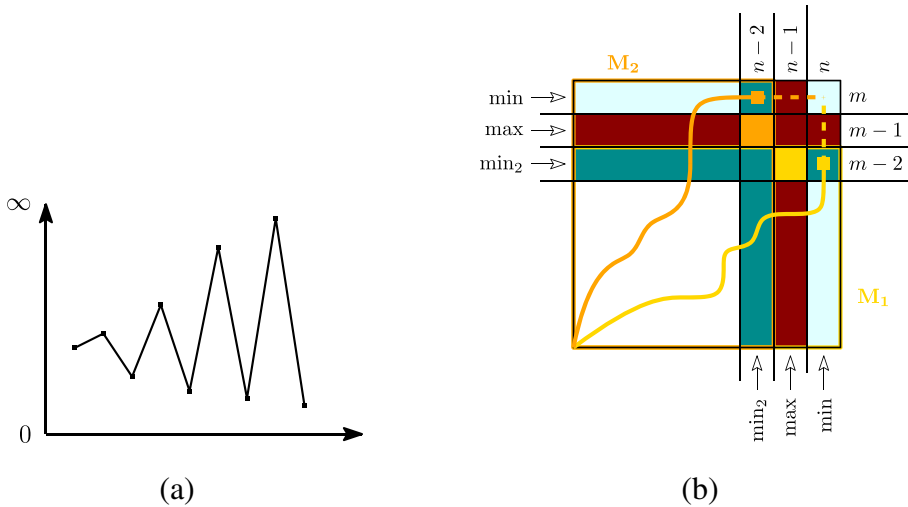 ∞
0
(a)
n − 2
n − 1
n
M₂
min
m
max
m − 1
min₂
m − 2
M₁
min₂
max
min
(b)